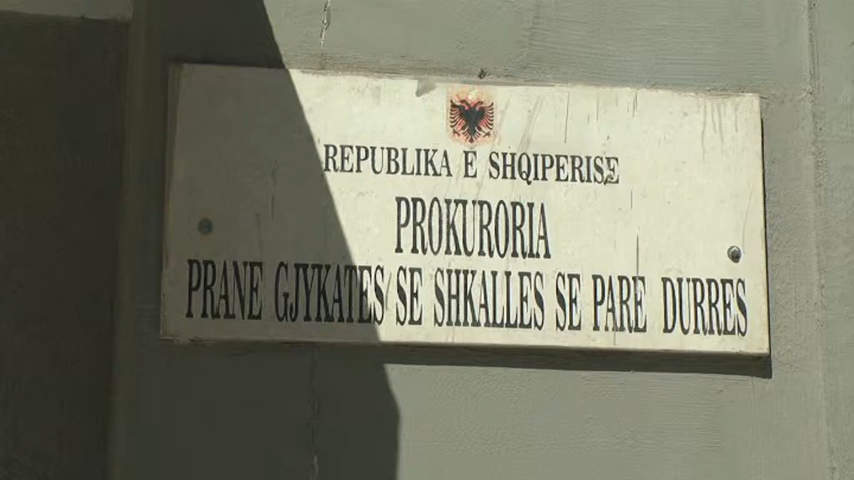 REPUBLIKA E SHQIPERISE
PROKURORIA
PRANE GJYKATES SE SHKALLES SE PARE DURRES